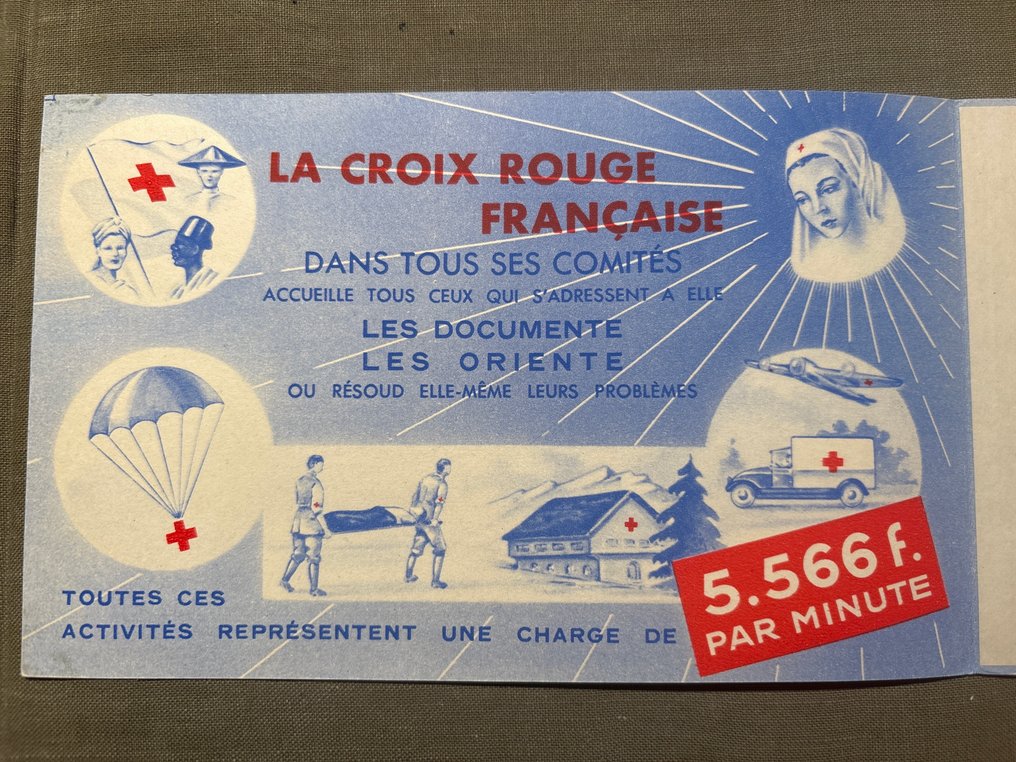 LA CROIX ROUGE
FRANÇAISE
DANS TOUS SES COMITÉS
ACCUEILLE TOUS CEUX QUI S'ADRESSENT A ELLE
LES DOCUMENTE
LES ORIENTE
OU RÉSOUD ELLE-MÊME LEURS PROBLÈMES
TOUTES CES
ACTIVITÉS REPRÉSENTENT UNE CHARGE DE
5.566 f.
PAR MINUTE